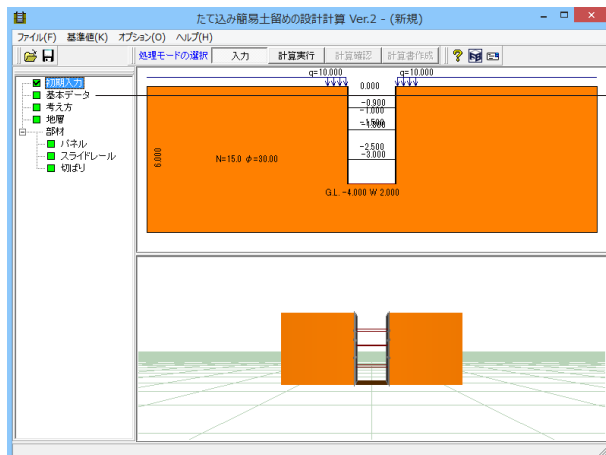 たて込み簡易土留めの設計計算 Ver.2 - (新規)
ファイル(F) 基準値(K) オプション(O) ヘルプ(H)
処理モードの選択 入力 計算実行 計算確認 計算書作成
初期入力
基本データ
考え方
地層
部材
パネル
スライドレール
切ばり
q=10.000 q=10.000
0.000
-0.900
-1.000
-1.500
-2.500
-3.000
6.000
N=15.0 φ=30.00
G.L. -4.000 W 2.000